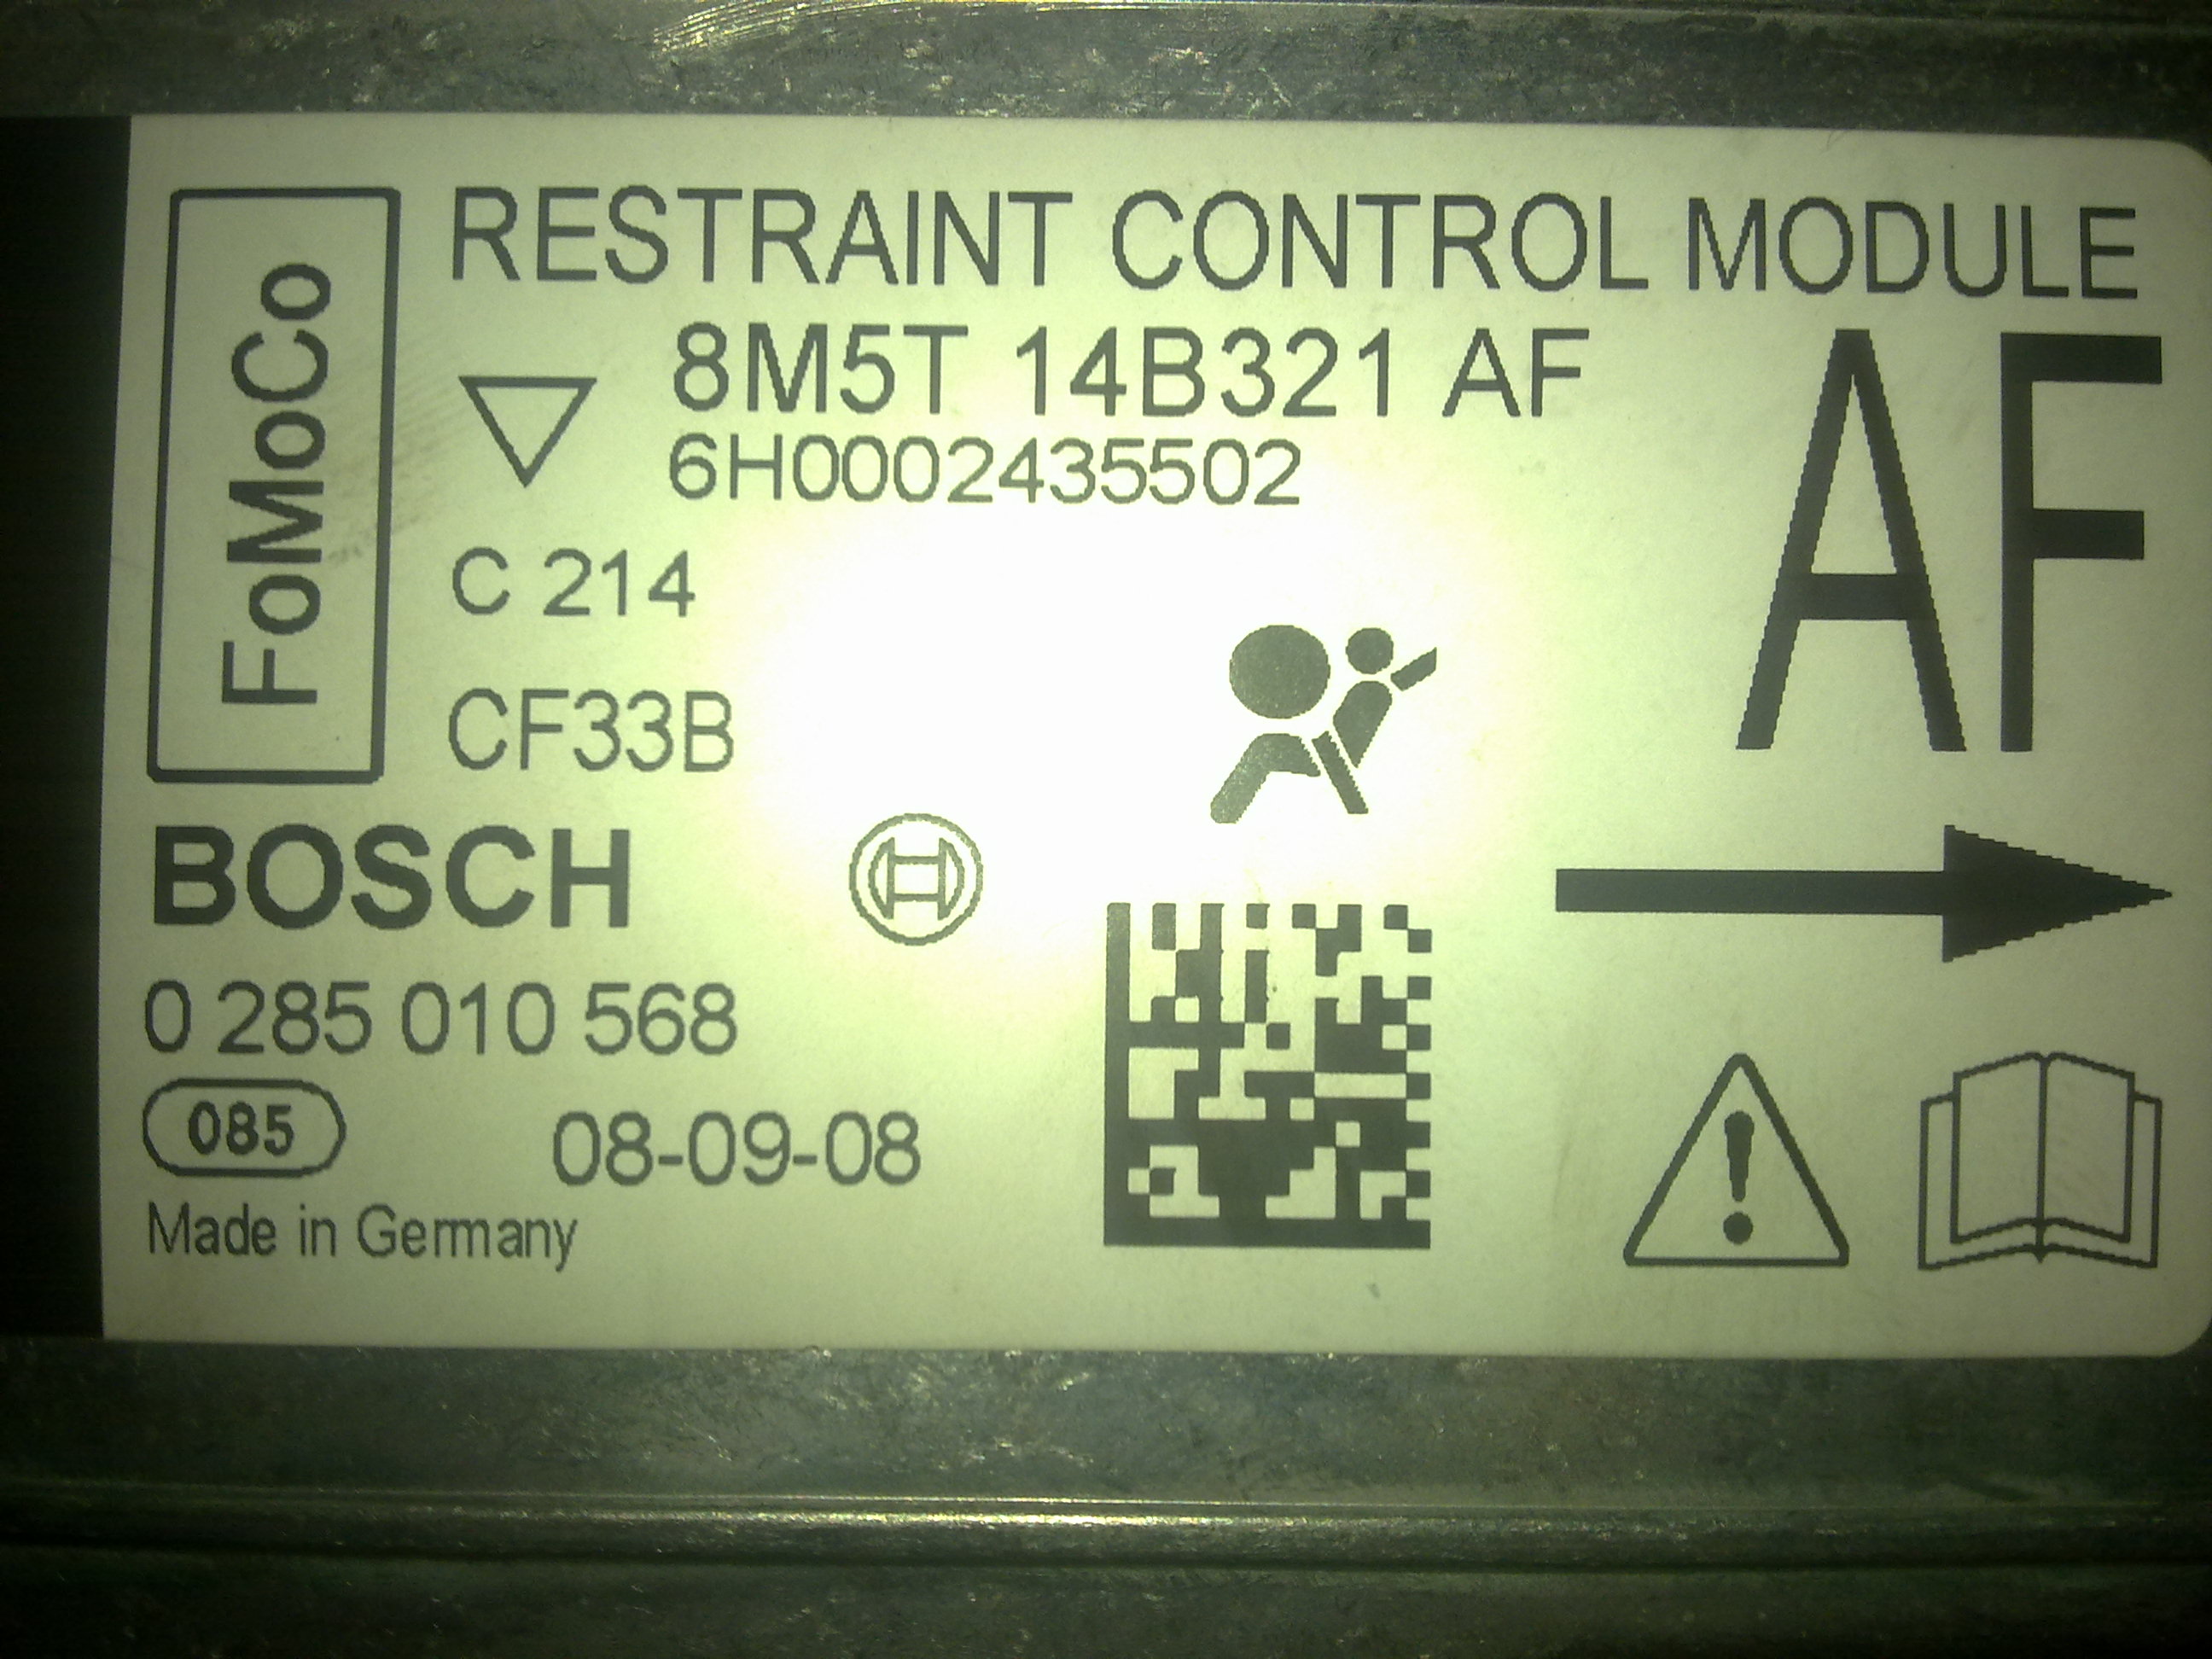 FoMoCo
RESTRAINT CONTROL MODULE
8M5T 14B321 AF
6H0002435502
AF
C 214
CF33B
BOSCH
0 285 010 568
085
08-09-08
Made in Germany